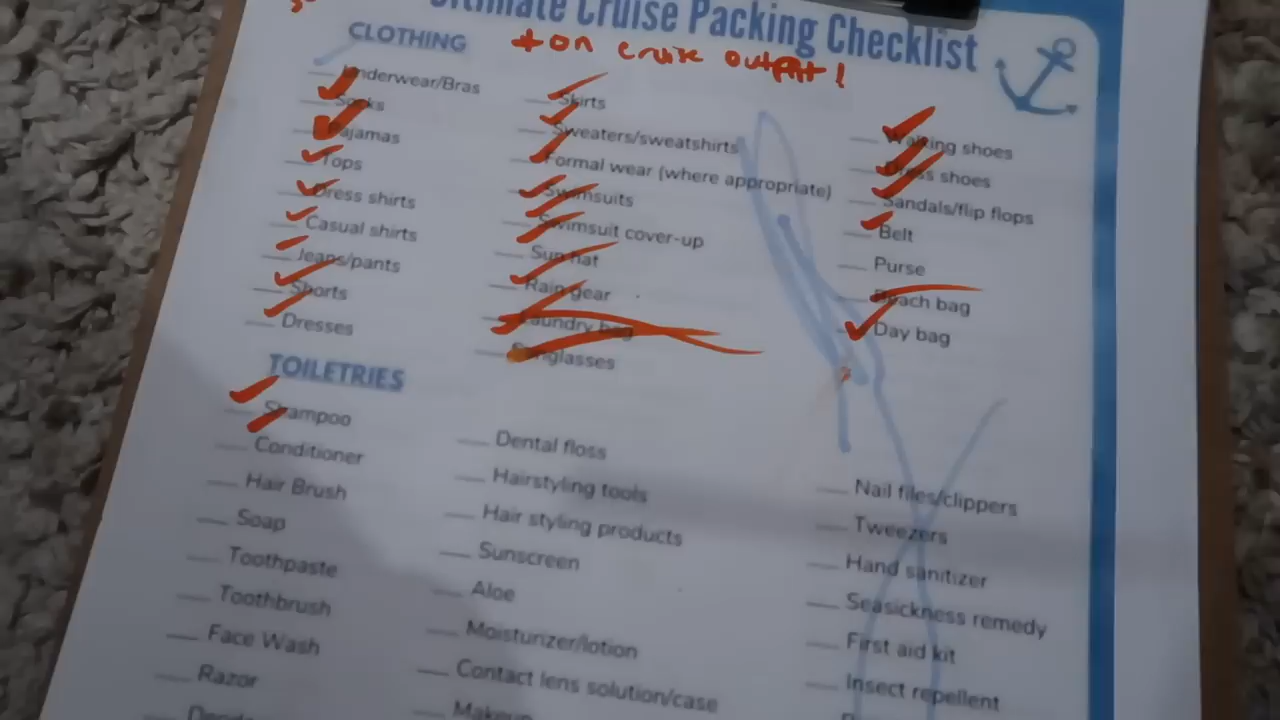 Ultimate Cruise Packing Checklist
+ on cruise outfit!
CLOTHING
Underwear/Bras
Socks
Pajamas
Tops
Dress shirts
Casual shirts
Jeans/pants
Shorts
Dresses
Skirts
Sweaters/sweatshirts
Formal wear (where appropriate)
Swimsuits
Swimsuit cover-up
Sun hat
Rain gear
Laundry bag
Sunglasses
Walking shoes
Dress shoes
Sandals/flip flops
Belt
Purse
Beach bag
Day bag
TOILETRIES
Shampoo
Conditioner
Hair Brush
Soap
Toothpaste
Toothbrush
Face Wash
Razor
Dental floss
Hairstyling tools
Hair styling products
Sunscreen
Aloe
Moisturizer/lotion
Contact lens solution/case
Makeup
Nail files/clippers
Tweezers
Hand sanitizer
Seasickness remedy
First aid kit
Insect repellent